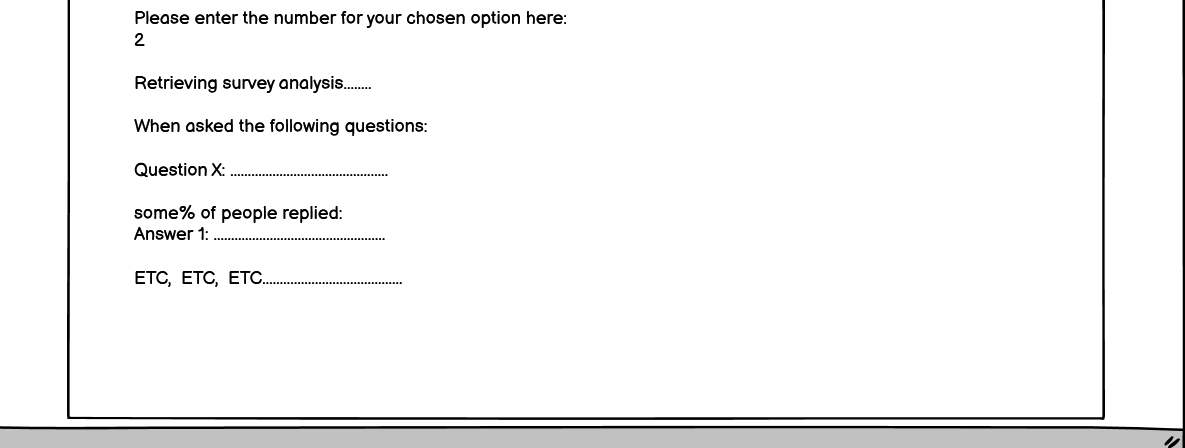 Please enter the number for your chosen option here:
2
Retrieving survey analysis........
When asked the following questions:
Question X: .............................................
some% of people replied:
Answer 1: .................................................
ETC,  ETC,  ETC........................................